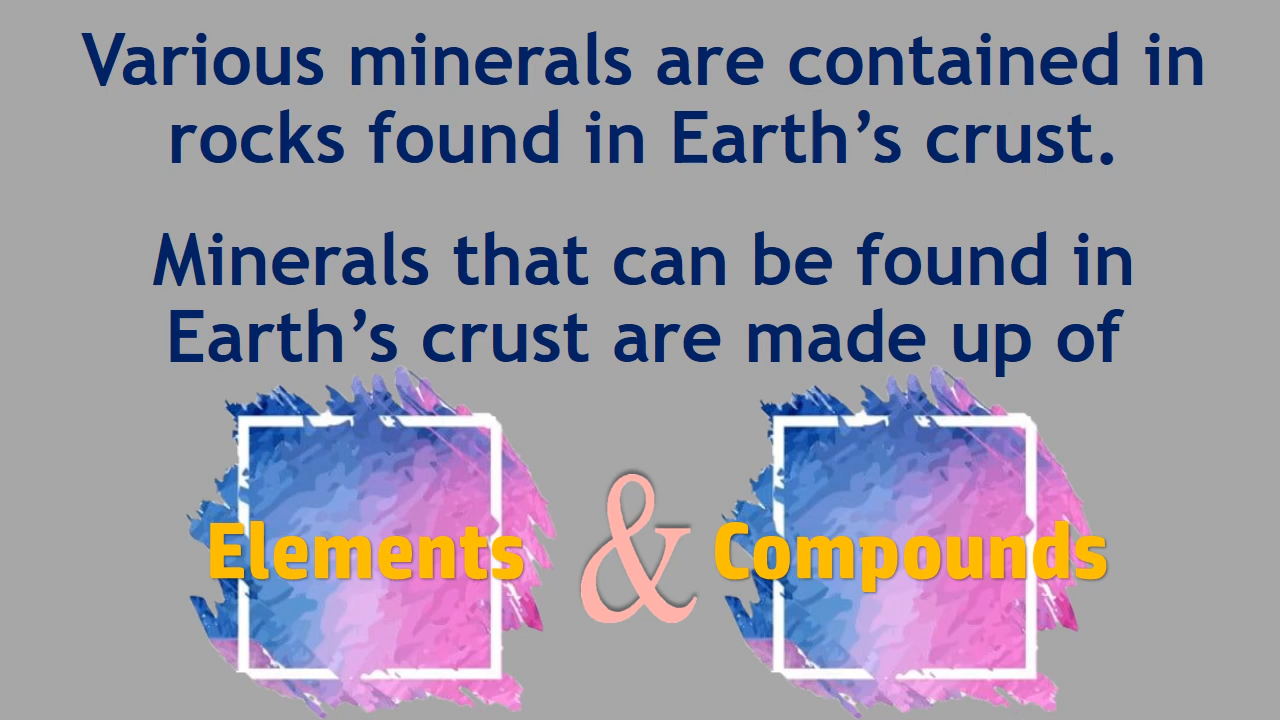 Various minerals are contained in
rocks found in Earth’s crust.
Minerals that can be found in
Earth’s crust are made up of
Elements & Compounds